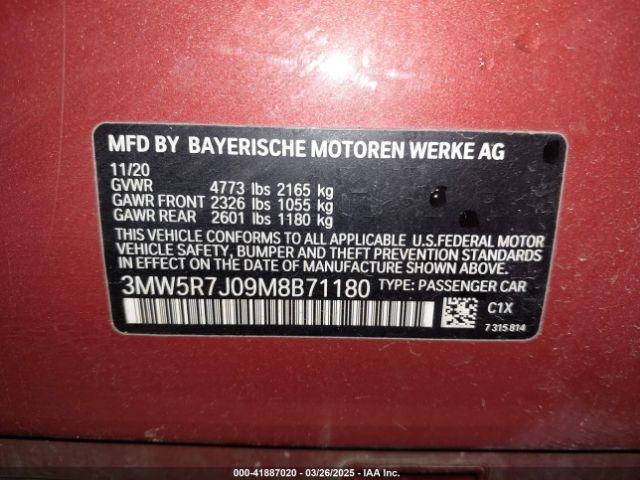 MFD BY BAYERISCHE MOTOREN WERKE AG
11/20
GVWR 4773 lbs 2165 kg
GAWR FRONT 2326 lbs 1055 kg
GAWR REAR 2601 lbs 1180 kg
THIS VEHICLE CONFORMS TO ALL APPLICABLE U.S.FEDERAL MOTOR
VEHICLE SAFETY, BUMPER, AND THEFT PREVENTION STANDARDS
IN EFFECT ON THE DATE OF MANUFACTURE SHOWN ABOVE.
3MW5R7J09M8B71180 TYPE: PASSENGER CAR
C1X
7315814
000-41887020 - 03/26/2025 - IAA Inc.